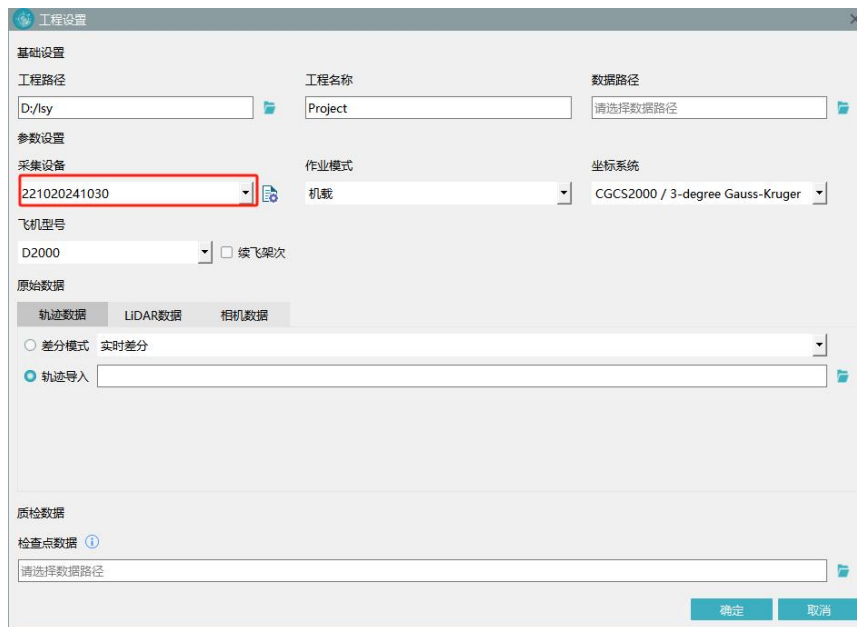 工程设置
基础设置
工程路径 工程名称 数据路径
D:/lsy Project 请选择数据路径
参数设置
采集设备 作业模式 坐标系统
221020241030 机载 CGCS2000 / 3-degree Gauss-Kruger
飞机型号
D2000 续飞架次
原始数据
轨迹数据 LiDAR数据 相机数据
差分模式 实时差分
轨迹导入
质检数据
检查点数据
请选择数据路径
确定 取消